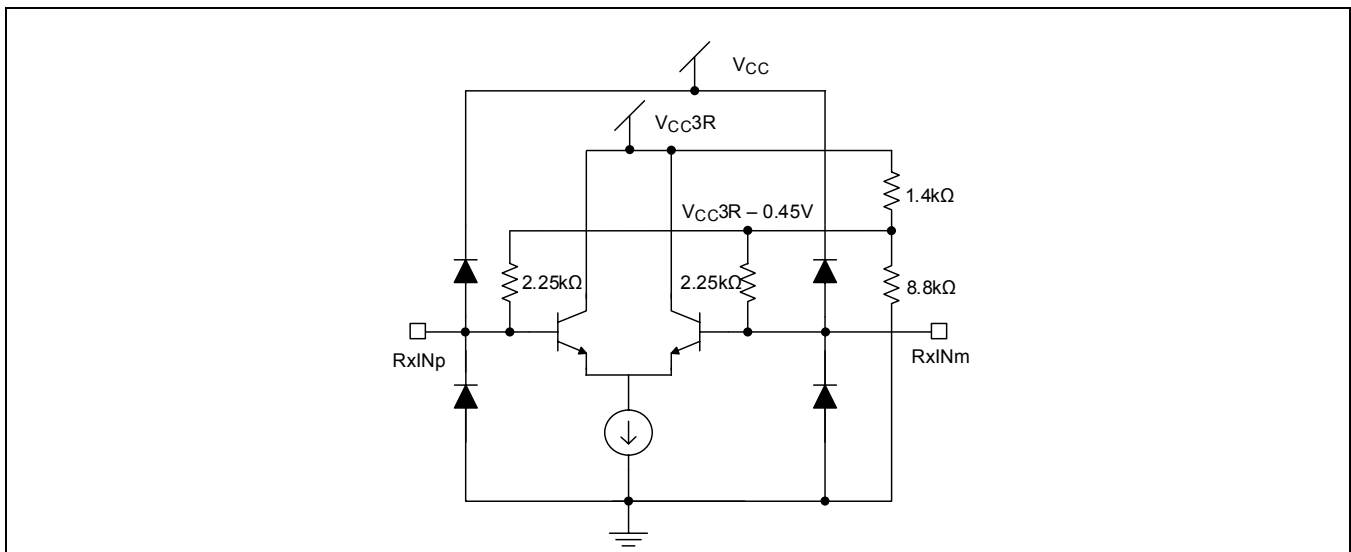 VCC
VCC3R
1.4kΩ
VCC3R – 0.45V
2.25kΩ
2.25kΩ
8.8kΩ
RxINp
RxINm